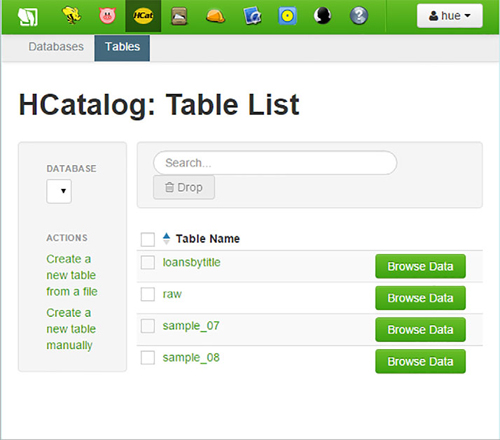 HCat
hue
Databases
Tables
HCatalog: Table List
DATABASE
ACTIONS
Create a
new table
from a file
Create a
new table
manually
Search...
Drop
Table Name
loansbytitle
Browse Data
raw
Browse Data
sample_07
Browse Data
sample_08
Browse Data